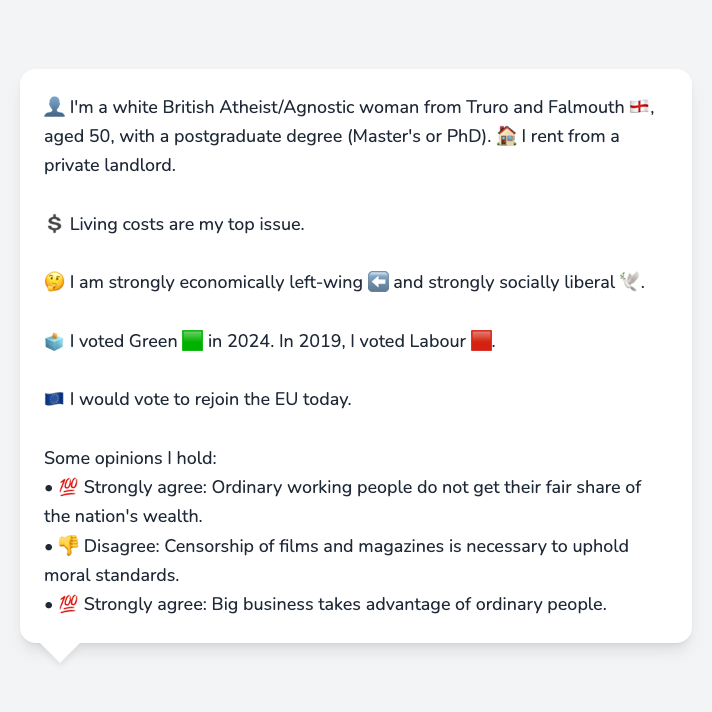 👤 I'm a white British Atheist/Agnostic woman from Truro and Falmouth 🏴󠁧󠁢󠁥󠁮󠁧󠁿,
aged 50, with a postgraduate degree (Master's or PhD). 🏠 I rent from a
private landlord.
💲 Living costs are my top issue.
🤔 I am strongly economically left-wing ⬅️ and strongly socially liberal 🕊️.
🗳️ I voted Green 🟩 in 2024. In 2019, I voted Labour 🟥.
🇪🇺 I would vote to rejoin the EU today.
Some opinions I hold:
• 💯 Strongly agree: Ordinary working people do not get their fair share of
the nation's wealth.
• 👎 Disagree: Censorship of films and magazines is necessary to uphold
moral standards.
• 💯 Strongly agree: Big business takes advantage of ordinary people.